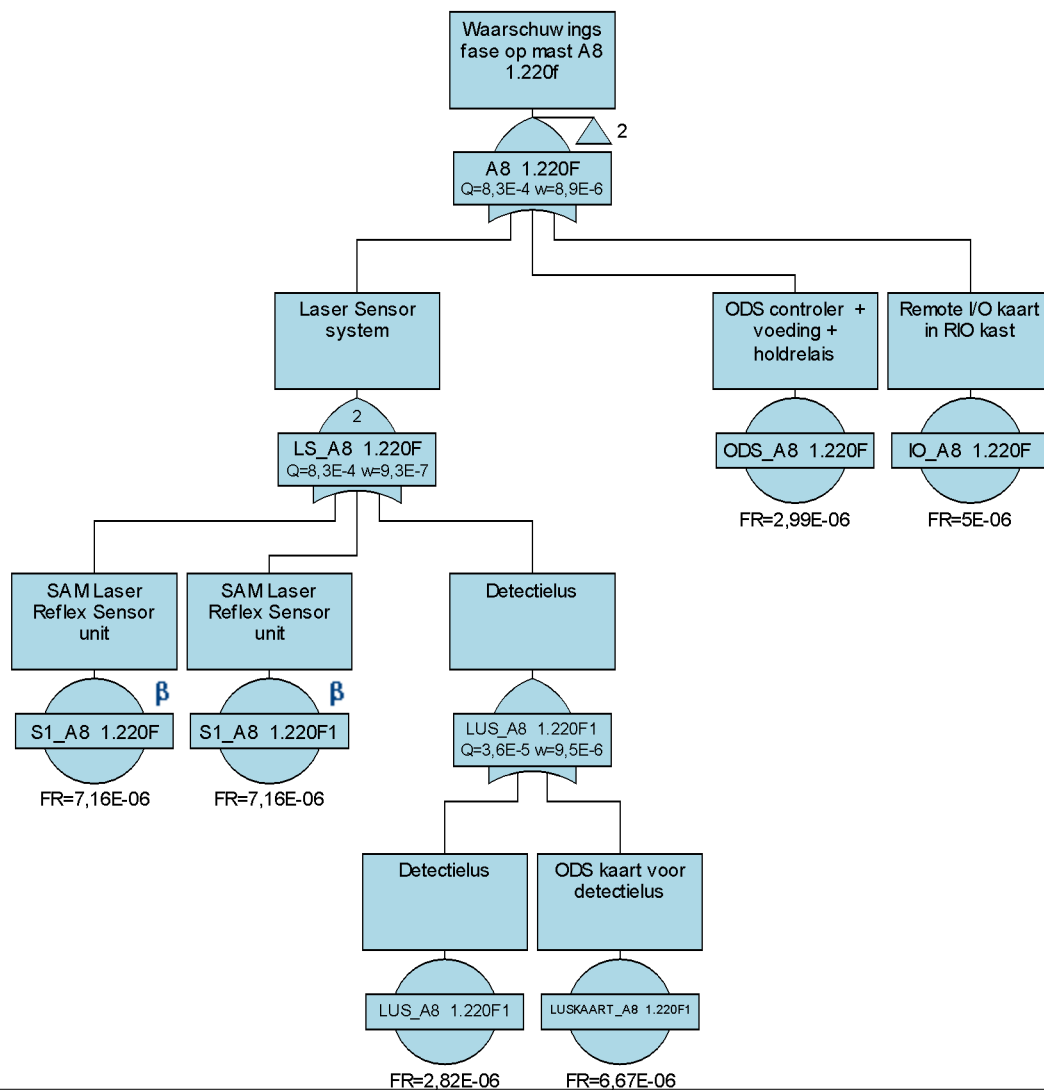 Waarschuwings
fase op mast A8
1.220f
2
A8 1.220F
Q=8,3E-4 w=8,9E-6
Laser Sensor
system
ODS controler +
voeding +
holdrelais
Remote I/O kaart
in RIO kast
2
LS_A8 1.220F
Q=8,3E-4 w=9,3E-7
ODS_A8 1.220F
IO_A8 1.220F
FR=2,99E-06
FR=5E-06
SAM Laser
Reflex Sensor
unit
SAM Laser
Reflex Sensor
unit
Detectielus
β
β
S1_A8 1.220F
S1_A8 1.220F1
LUS_A8 1.220F1
Q=3,6E-5 w=9,5E-6
FR=7,16E-06
FR=7,16E-06
Detectielus
ODS kaart voor
detectielus
LUS_A8 1.220F1
LUSKAART_A8 1.220F1
FR=2,82E-06
FR=6,67E-06